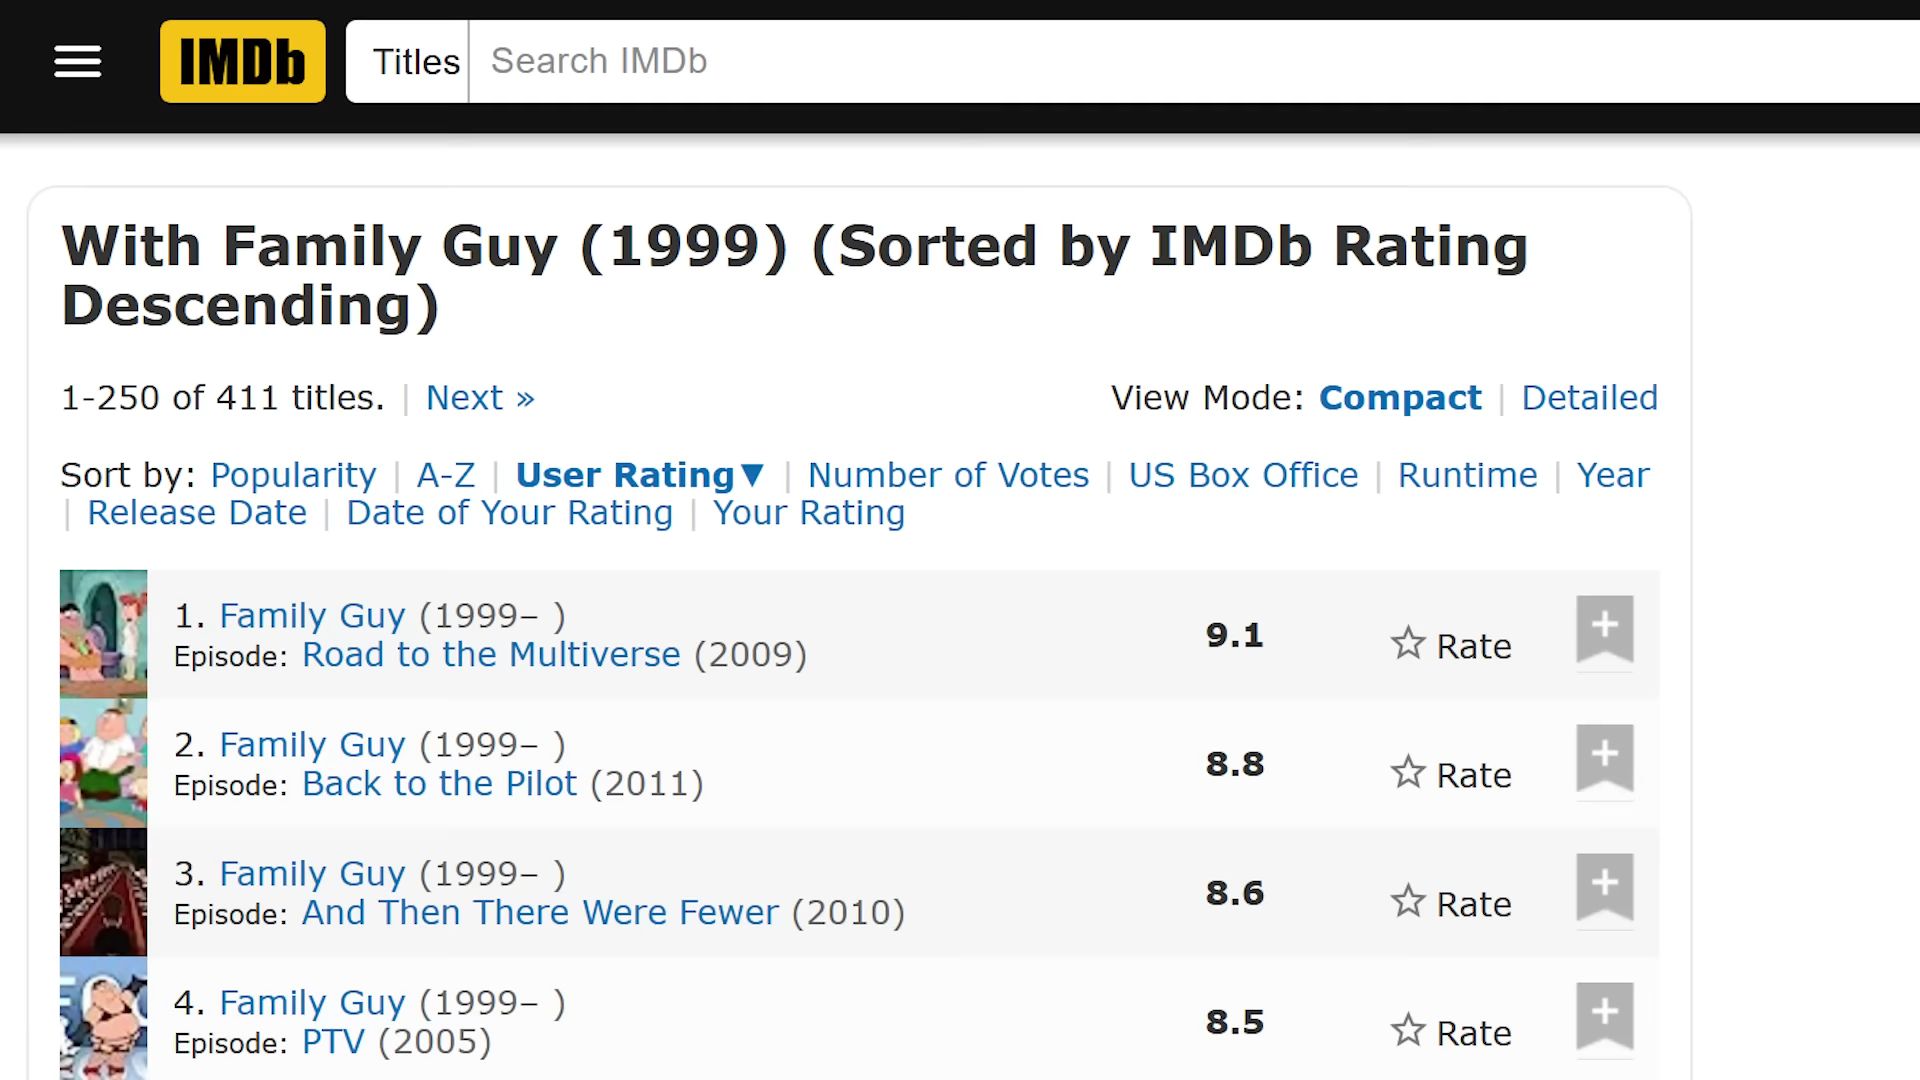 IMDb
Titles
Search IMDb
With Family Guy (1999) (Sorted by IMDb Rating
Descending)
1-250 of 411 titles. | Next »
View Mode: Compact | Detailed
Sort by: Popularity | A-Z | User Rating▼ | Number of Votes | US Box Office | Runtime | Year
| Release Date | Date of Your Rating | Your Rating
1. Family Guy (1999– )
Episode: Road to the Multiverse (2009)
9.1
Rate
2. Family Guy (1999– )
Episode: Back to the Pilot (2011)
8.8
Rate
3. Family Guy (1999– )
Episode: And Then There Were Fewer (2010)
8.6
Rate
4. Family Guy (1999– )
Episode: PTV (2005)
8.5
Rate